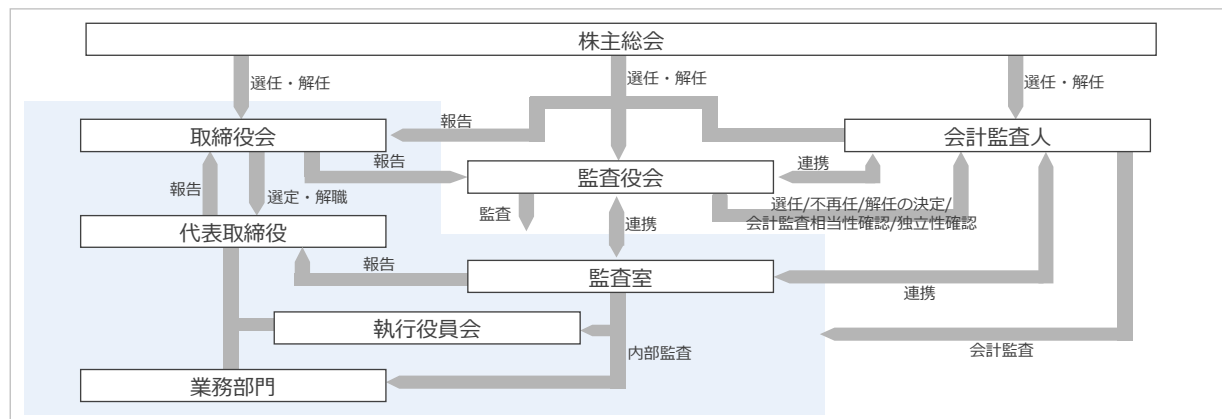 株主総会
選任・解任
選任・解任
選任・解任
取締役会
報告
会計監査人
報告
監査役会
連携
報告
選定・解職
監査
選任/不再任/解任の決定/
会計監査相当性確認/独立性確認
代表取締役
連携
報告
監査室
連携
執行役員会
内部監査
会計監査
業務部門